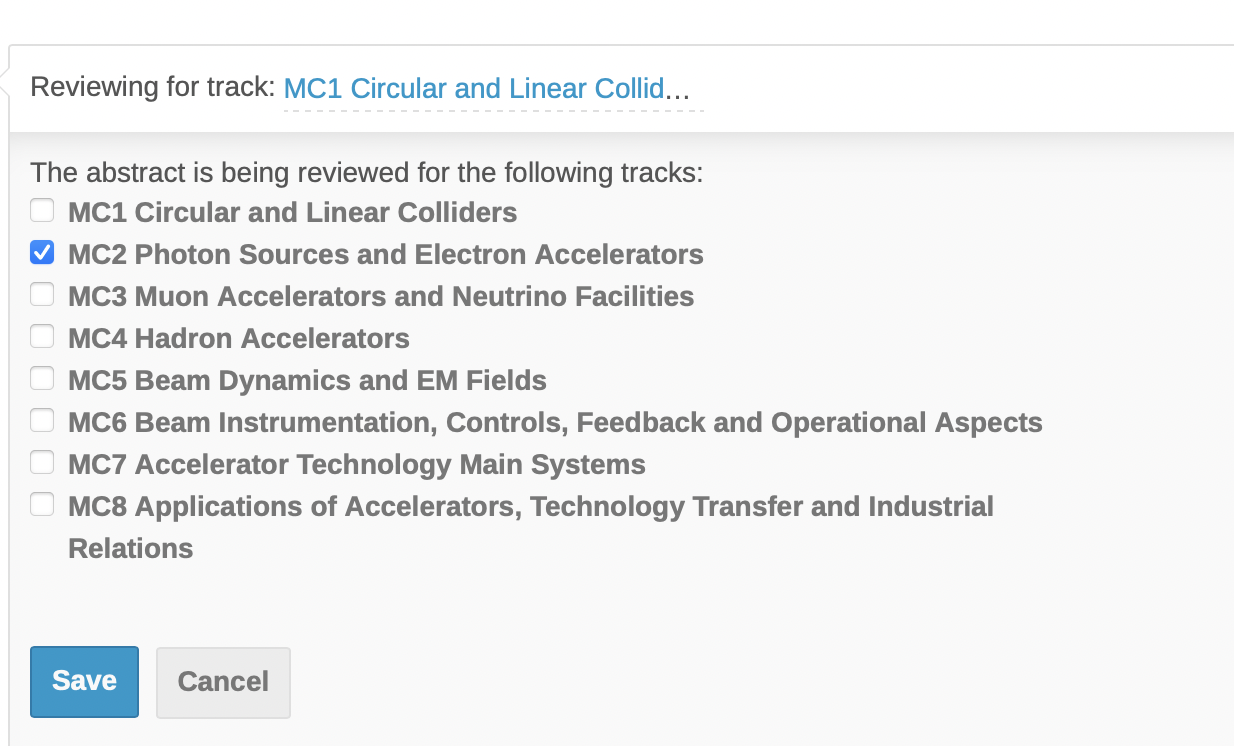 Reviewing for track: MC1 Circular and Linear Collid...
The abstract is being reviewed for the following tracks:
MC1 Circular and Linear Colliders
MC2 Photon Sources and Electron Accelerators
MC3 Muon Accelerators and Neutrino Facilities
MC4 Hadron Accelerators
MC5 Beam Dynamics and EM Fields
MC6 Beam Instrumentation, Controls, Feedback and Operational Aspects
MC7 Accelerator Technology Main Systems
MC8 Applications of Accelerators, Technology Transfer and Industrial
Relations
Save Cancel